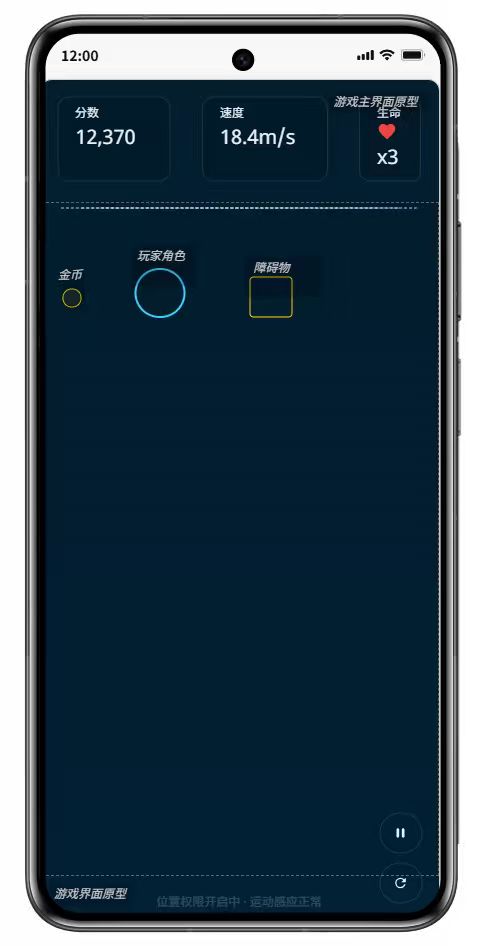 12:00
游戏主界面原型
分数
速度
生命
12,370
18.4m/s
x3
玩家角色
障碍物
金币
游戏界面原型
位置权限开启中 · 运动感应正常